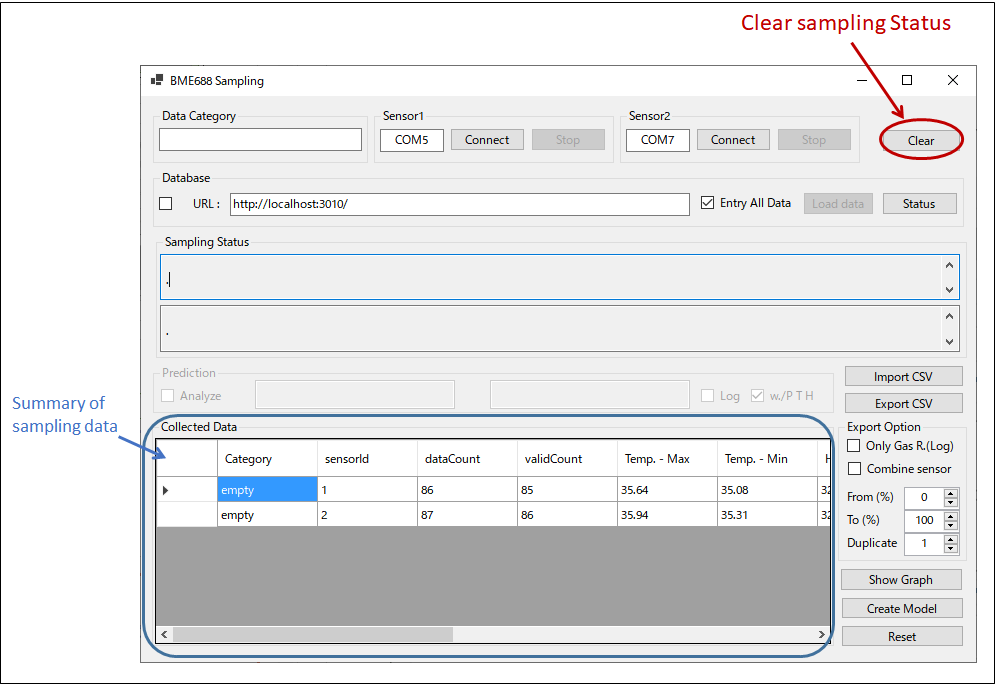 Clear sampling Status
BME688 Sampling
Data Category
Sensor1
Sensor2
COM5 Connect Stop
COM7 Connect Stop
Clear
Database
URL : http://localhost:3010/ Entry All Data Load data Status
Sampling Status
.
.
Prediction
Analyze Log w./P T H
Import CSV
Export CSV
Summary of
sampling data
Collected Data
Category sensorId dataCount validCount Temp. - Max Temp. - Min H
empty 1 86 85 35.64 35.08 32
empty 2 87 86 35.94 35.31 32
Export Option
Only Gas R.(Log)
Combine sensor
From (%) 0
To (%) 100
Duplicate 1
Show Graph
Create Model
Reset